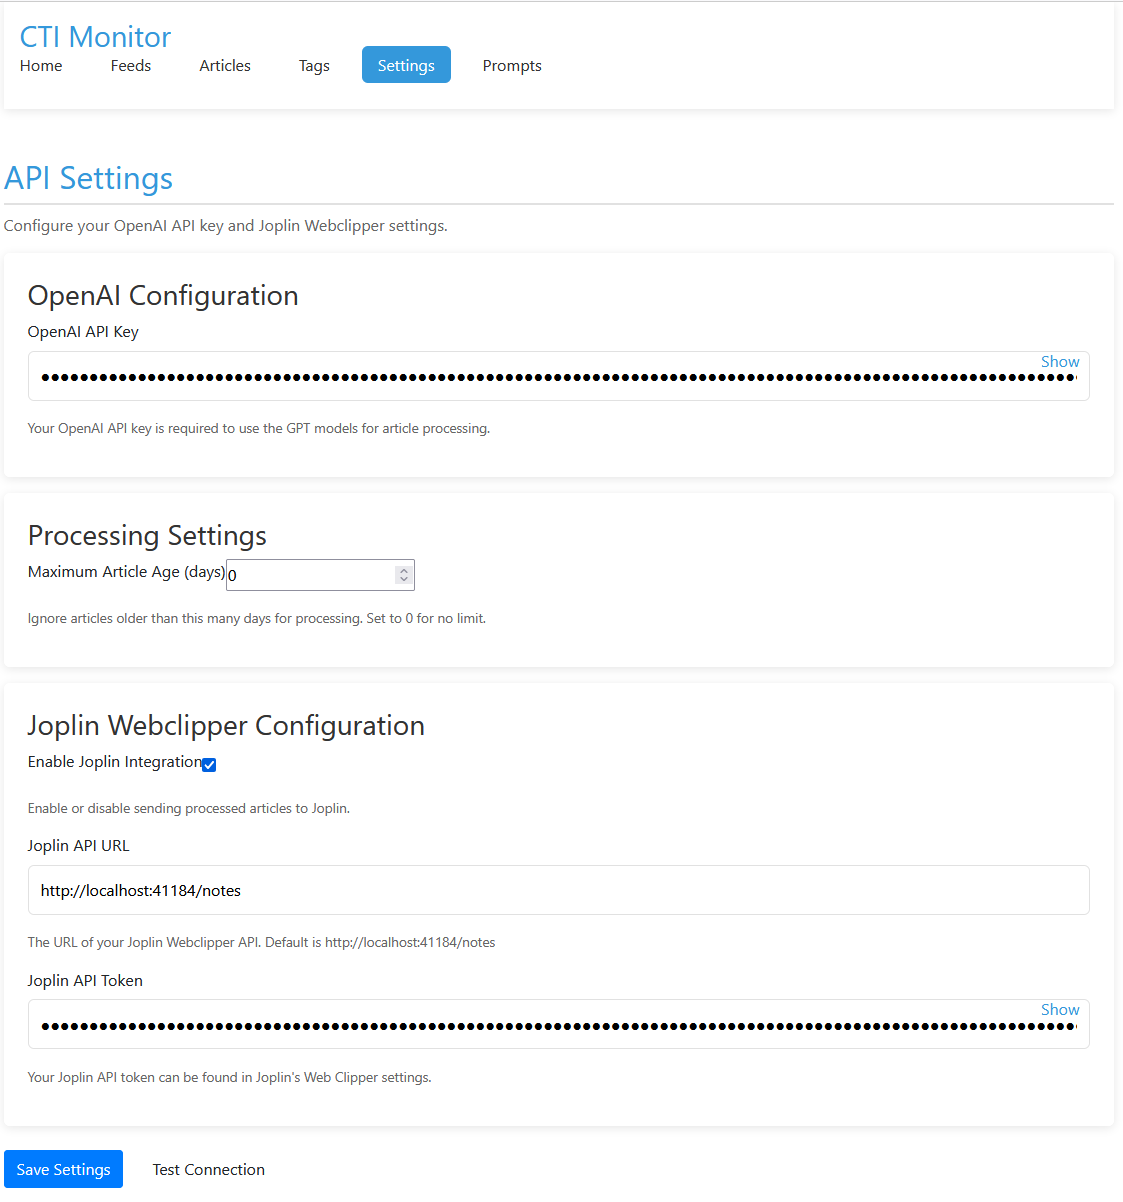 CTI Monitor
Home Feeds Articles Tags Settings Prompts
API Settings
Configure your OpenAI API key and Joplin Webclipper settings.
OpenAI Configuration
OpenAI API Key
Show
Your OpenAI API key is required to use the GPT models for article processing.
Processing Settings
Maximum Article Age (days) 0
Ignore articles older than this many days for processing. Set to 0 for no limit.
Joplin Webclipper Configuration
Enable Joplin Integration
Enable or disable sending processed articles to Joplin.
Joplin API URL
http://localhost:41184/notes
The URL of your Joplin Webclipper API. Default is http://localhost:41184/notes
Joplin API Token
Show
Your Joplin API token can be found in Joplin's Web Clipper settings.
Save Settings Test Connection